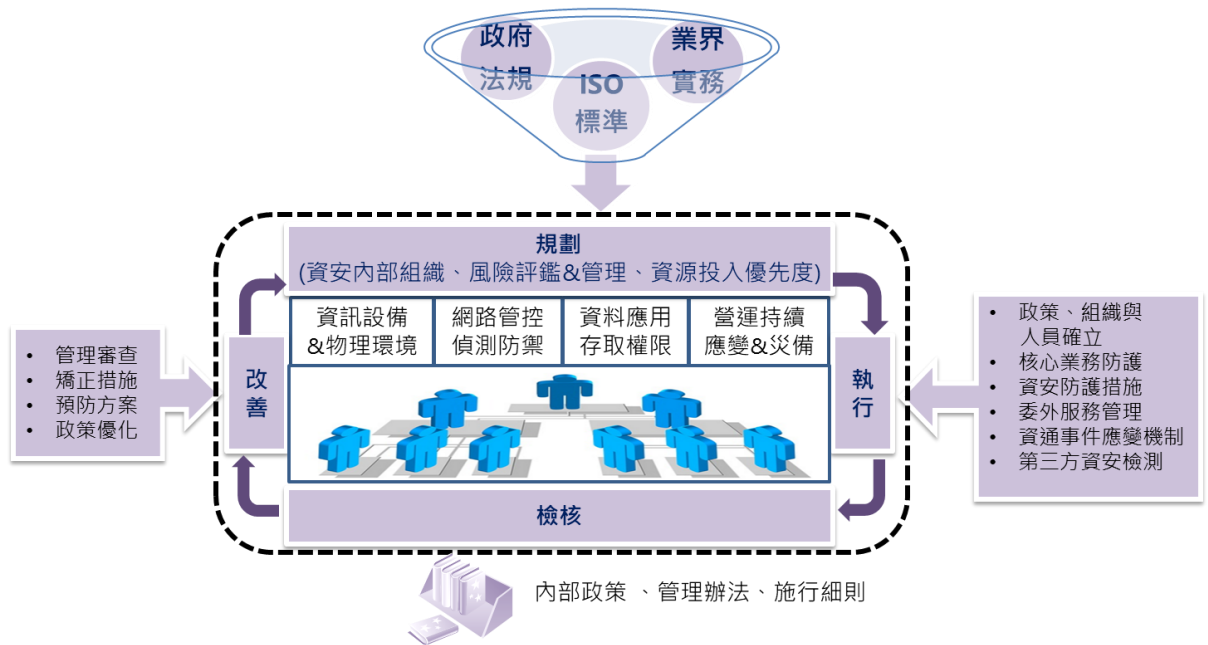 政府
法規
業界
實務
ISO
標準
規劃
(資安內部組織、風險評鑑&管理、資源投入優先度)
資訊設備
&物理環境
網路管控
偵測防禦
資料應用
存取權限
營運持續
應變&災備
• 管理審查
• 矯正措施
• 預防方案
• 政策優化
改
善
執
行
• 政策、組織與
人員確立
• 核心業務防護
• 資安防護措施
• 委外服務管理
• 資通事件應變機制
• 第三方資安檢測
檢核
內部政策 、管理辦法、施行細則